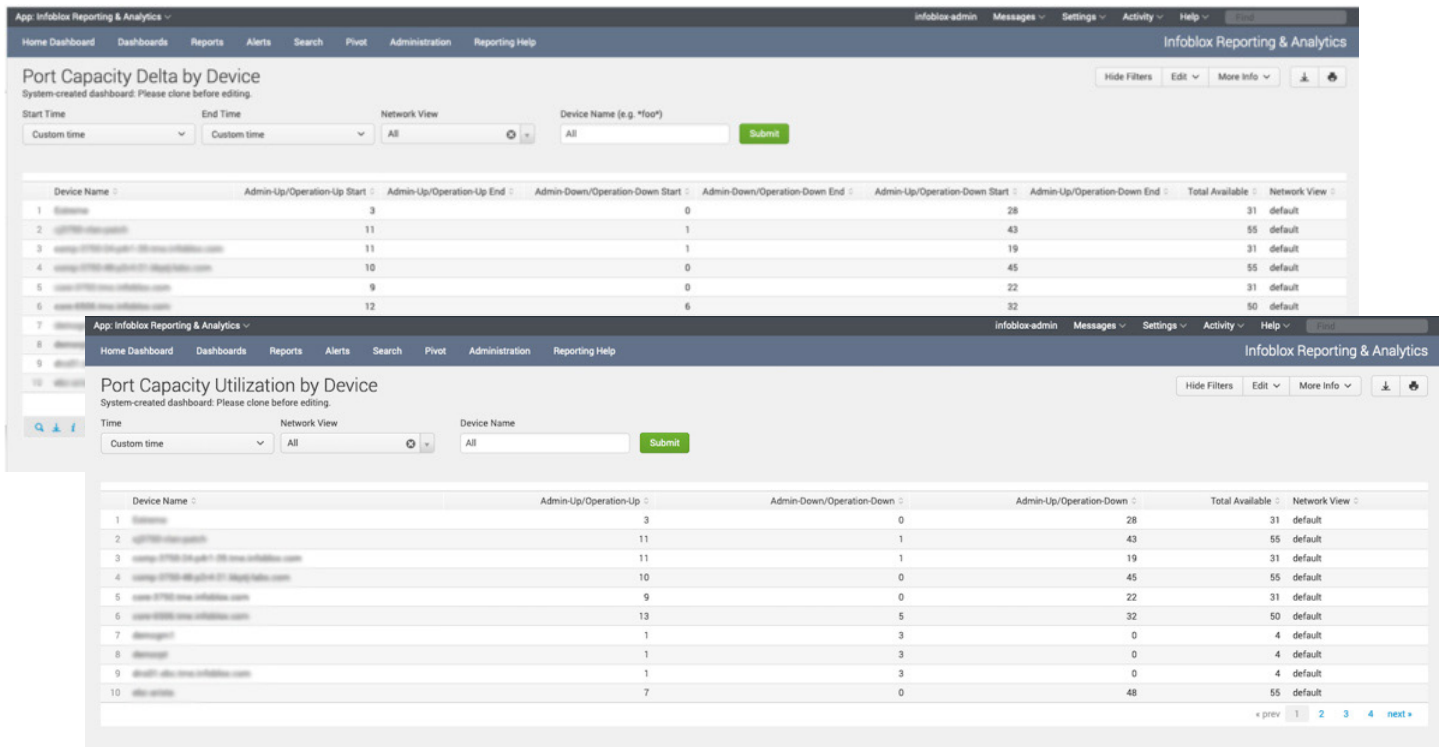 App: Infoblox Reporting & Analytics infoblox-admin Messages Settings Activity Help Find
Home Dashboard Dashboards Reports Alerts Search Pivot Administration Reporting Help Infoblox Reporting & Analytics
Port Capacity Delta by Device Hide Filters Edit More Info
System-created dashboard: Please clone before editing.
Start Time End Time Network View Device Name (e.g. *foo*)
Custom time Custom time All All Submit
Device Name Admin-Up/Operation-Up Start Admin-Up/Operation-Up End Admin-Down/Operation-Down Start Admin-Down/Operation-Down End Admin-Up/Operation-Down Start Admin-Up/Operation-Down End Total Available Network View
1 3 0 28 31 default
2 11 1 43 55 default
3 11 1 19 31 default
4 10 0 45 55 default
5 9 0 22 31 default
6 12 6 32 50 default
7
8
9
10
App: Infoblox Reporting & Analytics infoblox-admin Messages Settings Activity Help Find
Home Dashboard Dashboards Reports Alerts Search Pivot Administration Reporting Help Infoblox Reporting & Analytics
Port Capacity Utilization by Device Hide Filters Edit More Info
System-created dashboard: Please clone before editing.
Time Network View Device Name
Custom time All All Submit
Device Name Admin-Up/Operation-Up Admin-Down/Operation-Down Admin-Up/Operation-Down Total Available Network View
1 3 0 28 31 default
2 11 1 43 55 default
3 11 1 19 31 default
4 10 0 45 55 default
5 9 0 22 31 default
6 13 5 32 50 default
7 1 3 0 4 default
8 1 3 0 4 default
9 1 3 0 4 default
10 7 0 48 55 default
« prev 1 2 3 4 next »